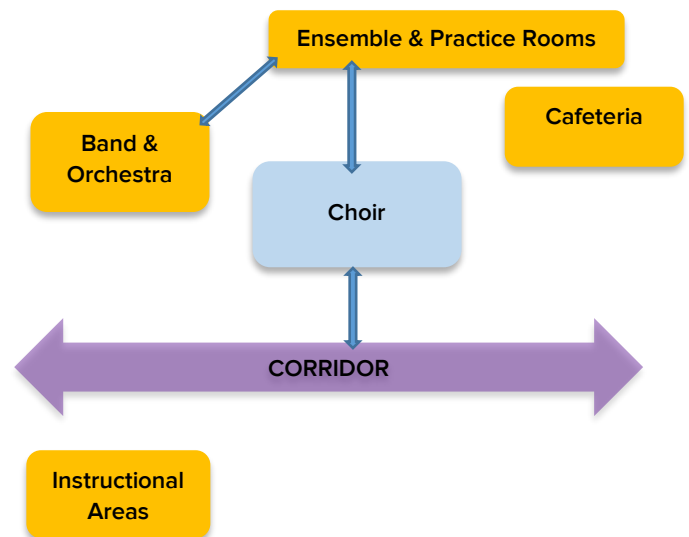 Ensemble & Practice Rooms
Cafeteria
Band &
Orchestra
Choir
CORRIDOR
Instructional
Areas